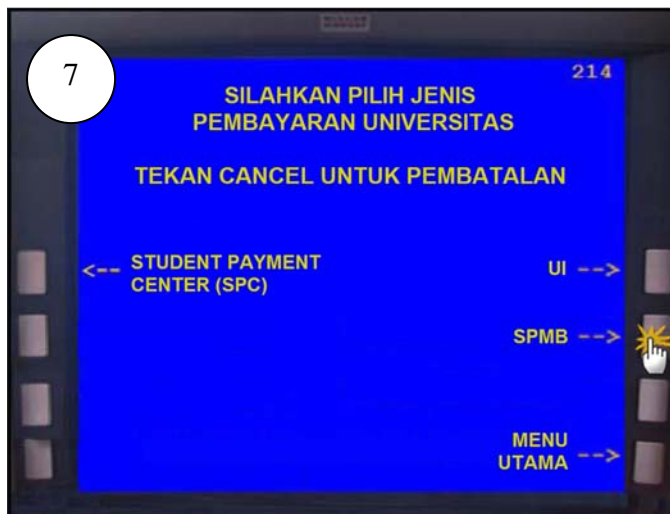 7
214
SILAHKAN PILIH JENIS
PEMBAYARAN UNIVERSITAS
TEKAN CANCEL UNTUK PEMBATALAN
<-- STUDENT PAYMENT
CENTER (SPC)
UI -->
SPMB -->
MENU
UTAMA -->